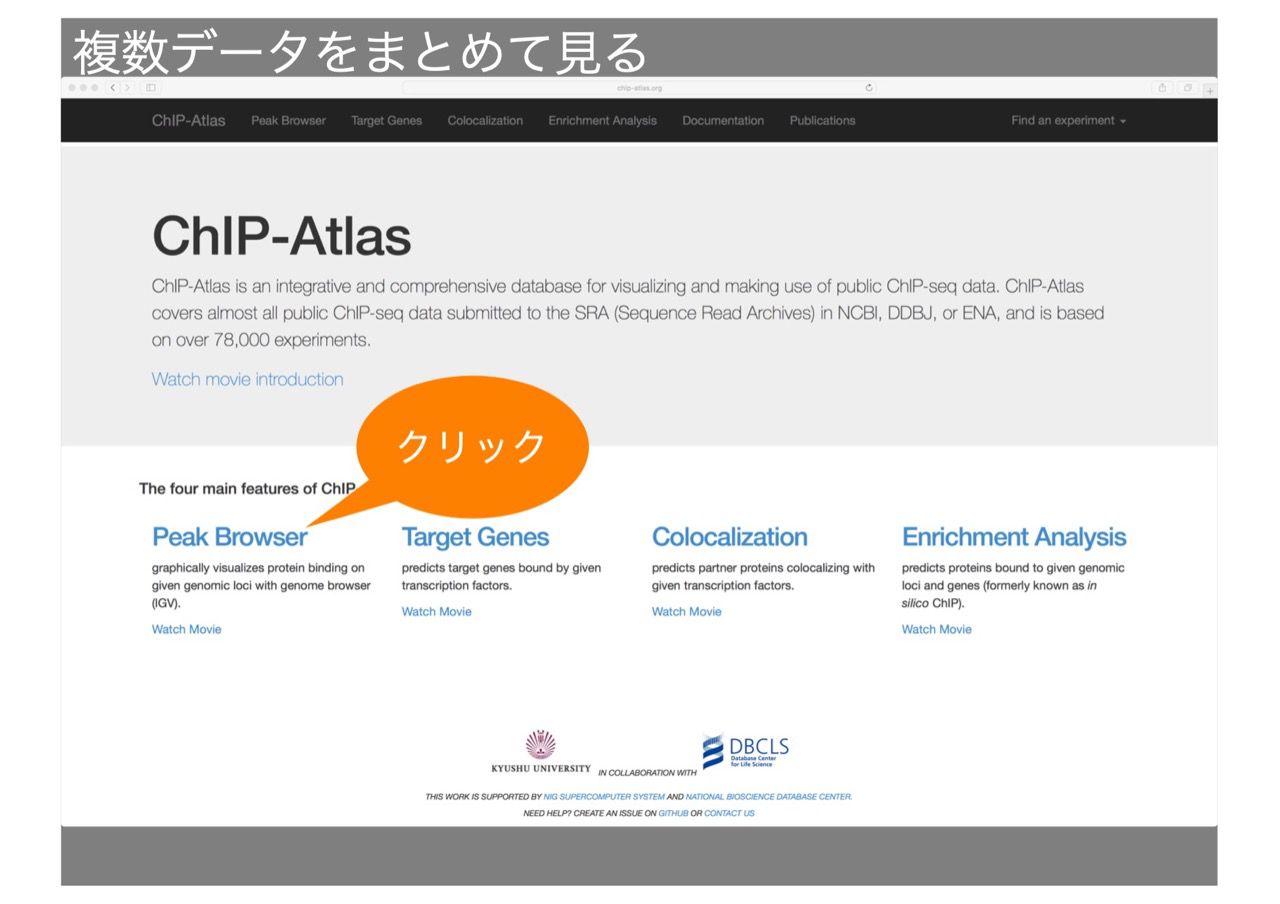 複数データをまとめて見る
chip-atlas.org
ChIP-Atlas Peak Browser Target Genes Colocalization Enrichment Analysis Documentation Publications Find an experiment
ChIP-Atlas
ChIP-Atlas is an integrative and comprehensive database for visualizing and making use of public ChIP-seq data. ChIP-Atlas
covers almost all public ChIP-seq data submitted to the SRA (Sequence Read Archives) in NCBI, DDBJ, or ENA, and is based
on over 78,000 experiments.
Watch movie introduction
クリック
The four main features of ChIP
Peak Browser
graphically visualizes protein binding on
given genomic loci with genome browser
(IGV).
Watch Movie
Target Genes
predicts target genes bound by given
transcription factors.
Watch Movie
Colocalization
predicts partner proteins colocalizing with
given transcription factors.
Watch Movie
Enrichment Analysis
predicts proteins bound to given genomic
loci and genes (formerly known as in
silico ChIP).
Watch Movie
KYUSHU UNIVERSITY IN COLLABORATION WITH
DBCLS
Database Center
for Life Science
THIS WORK IS SUPPORTED BY NIG SUPERCOMPUTER SYSTEM AND NATIONAL BIOSCIENCE DATABASE CENTER.
NEED HELP? CREATE AN ISSUE ON GITHUB OR CONTACT US